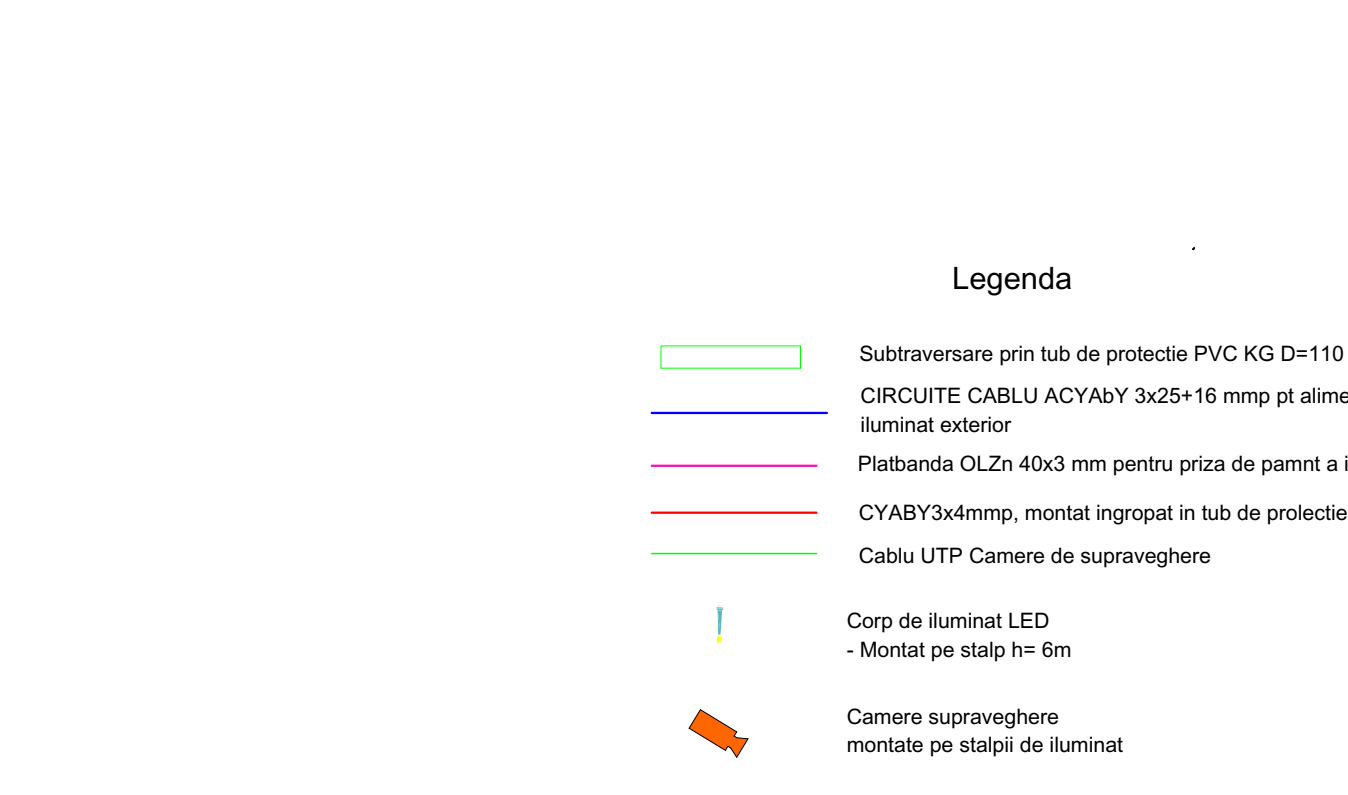 Legenda
Subtraversare prin tub de protectie PVC KG D=110
CIRCUITE CABLU ACYAbY 3x25+16 mmp pt alime
iluminat exterior
Platbanda OLZn 40x3 mm pentru priza de pamnt a i
CYABY3x4mmp, montat ingropat in tub de prolectie
Cablu UTP Camere de supraveghere
Corp de iluminat LED
- Montat pe stalp h= 6m
Camere supraveghere
montate pe stalpii de iluminat